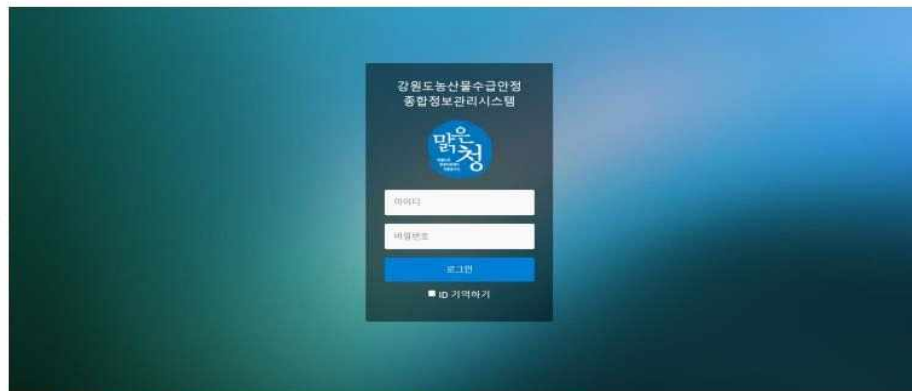 강원도농산물수급안정
종합정보관리시스템
맑은
청
아이디
비밀번호
로그인
ID 기억하기